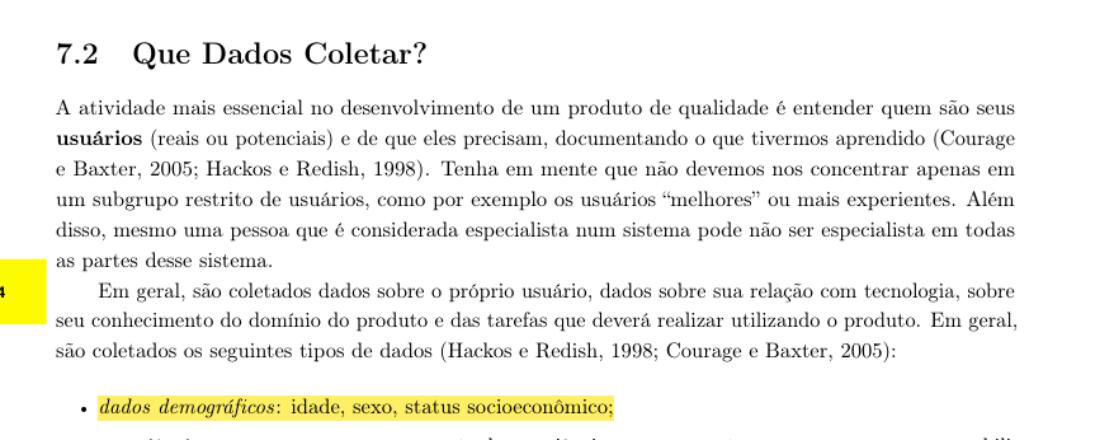 7.2 Que Dados Coletar?
A atividade mais essencial no desenvolvimento de um produto de qualidade é entender quem são seus
usuários (reais ou potenciais) e de que eles precisam, documentando o que tivermos aprendido (Courage
e Baxter, 2005; Hackos e Redish, 1998). Tenha em mente que não devemos nos concentrar apenas em
um subgrupo restrito de usuários, como por exemplo os usuários “melhores” ou mais experientes. Além
disso, mesmo uma pessoa que é considerada especialista num sistema pode não ser especialista em todas
as partes desse sistema.
4
Em geral, são coletados dados sobre o próprio usuário, dados sobre sua relação com tecnologia, sobre
seu conhecimento do domínio do produto e das tarefas que deverá realizar utilizando o produto. Em geral,
são coletados os seguintes tipos de dados (Hackos e Redish, 1998; Courage e Baxter, 2005):
• dados demográficos: idade, sexo, status socioeconômico;